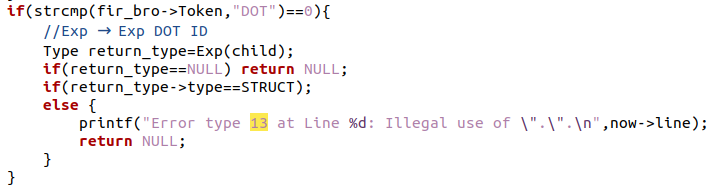 if(strcmp(fir_bro->Token,"DOT")==0){
    //Exp → Exp DOT ID
    Type return_type=Exp(child);
    if(return_type==NULL) return NULL;
    if(return_type->type==STRUCT);
    else {
        printf("Error type 13 at Line %d: Illegal use of \".\".\n",now->line);
        return NULL;
    }
}